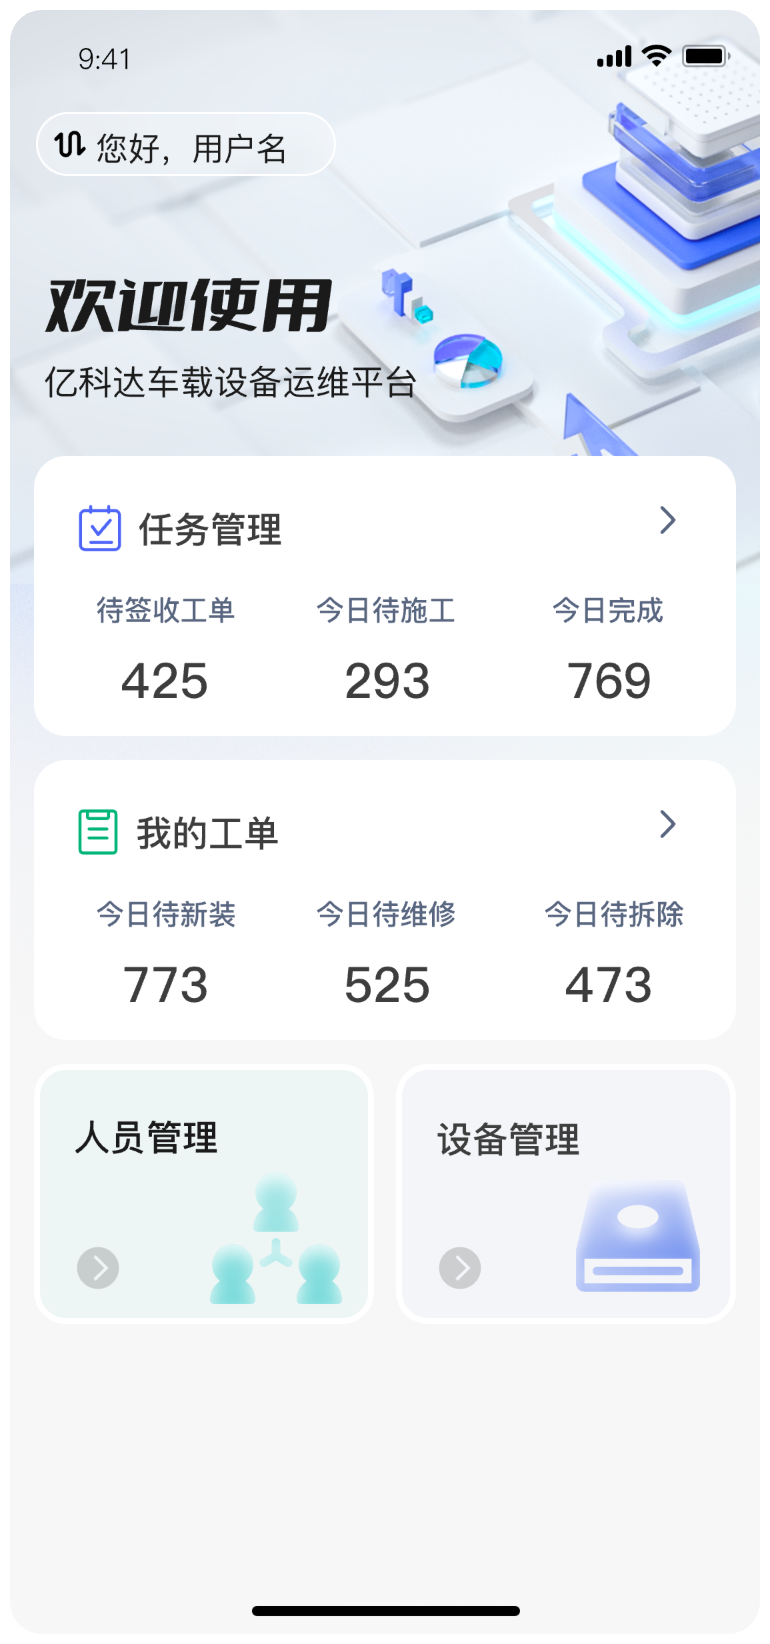 9:41
您好，用户名
欢迎使用
亿科达车载设备运维平台
任务管理
待签收工单 今日待施工 今日完成
425 293 769
我的工单
今日待新装 今日待维修 今日待拆除
773 525 473
人员管理 设备管理